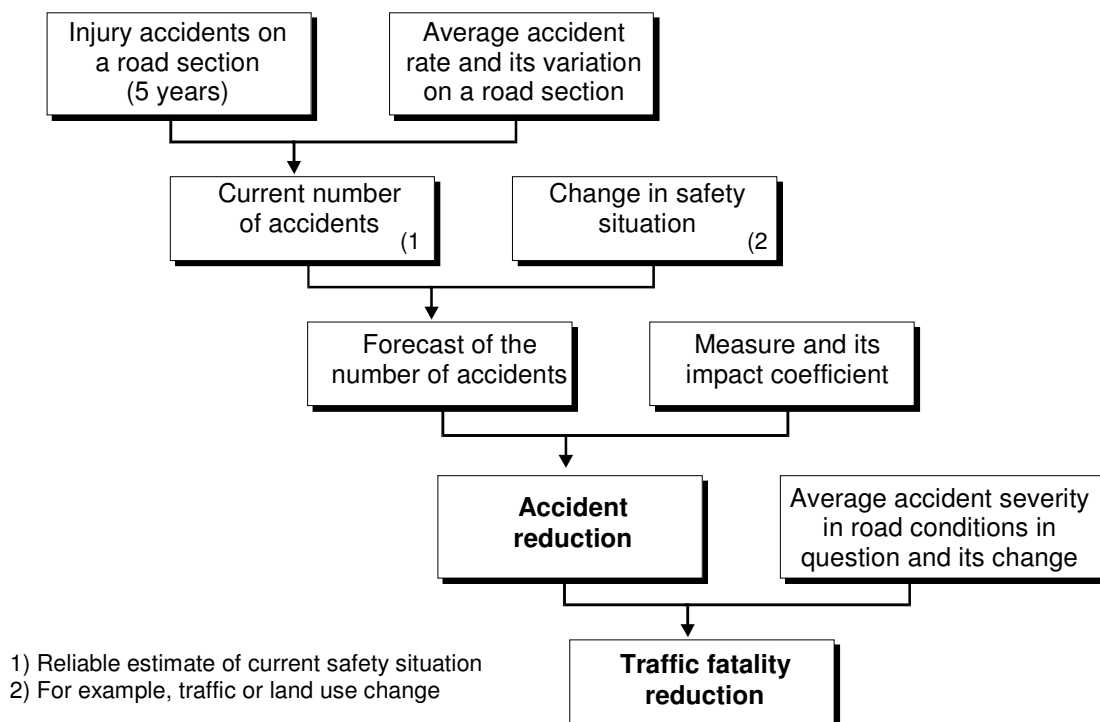 Injury accidents on
a road section
(5 years)
Average accident
rate and its variation
on a road section
Current number
of accidents
(1
Change in safety
situation
(2
Forecast of the
number of accidents
Measure and its
impact coefficient
Accident
reduction
Average accident severity
in road conditions in
question and its change
Traffic fatality
reduction
1) Reliable estimate of current safety situation
2) For example, traffic or land use change